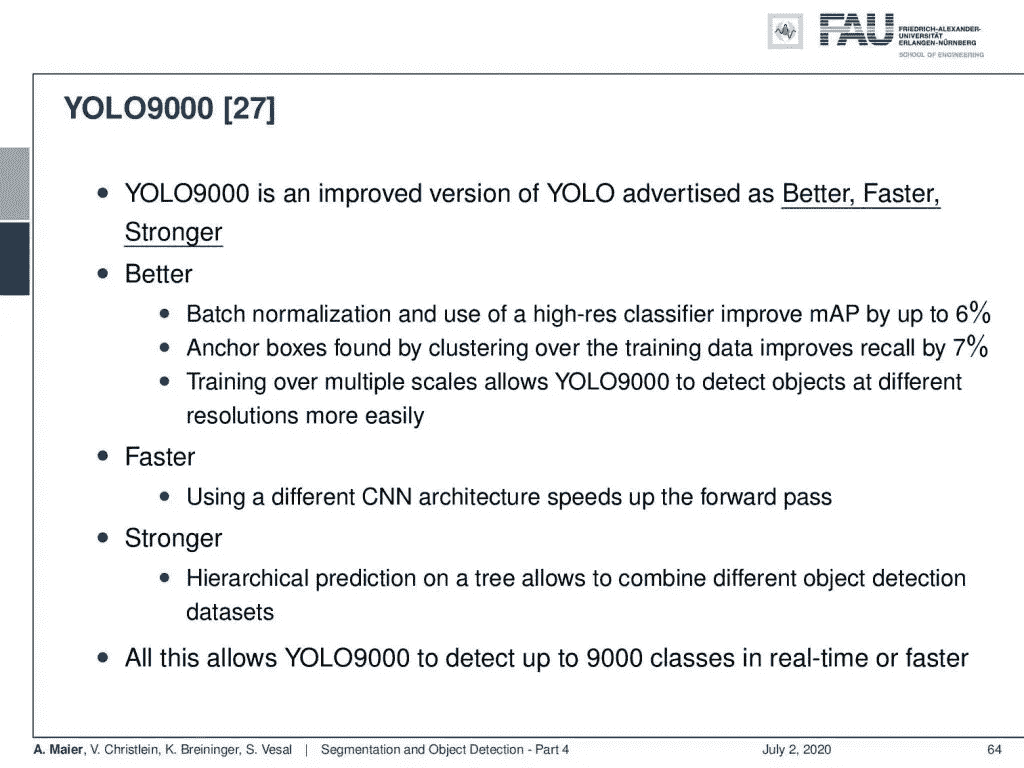 FAU
FRIEDRICH-ALEXANDER-
UNIVERSITÄT
ERLANGEN-NÜRNBERG
SCHOOL OF ENGINEERING
YOLO9000 [27]
• YOLO9000 is an improved version of YOLO advertised as Better, Faster,
Stronger
• Better
• Batch normalization and use of a high-res classifier improve mAP by up to 6%
• Anchor boxes found by clustering over the training data improves recall by 7%
• Training over multiple scales allows YOLO9000 to detect objects at different
resolutions more easily
• Faster
• Using a different CNN architecture speeds up the forward pass
• Stronger
• Hierarchical prediction on a tree allows to combine different object detection
datasets
• All this allows YOLO9000 to detect up to 9000 classes in real-time or faster
A. Maier, V. Christlein, K. Breininger, S. Vesal | Segmentation and Object Detection - Part 4 July 2, 2020 64